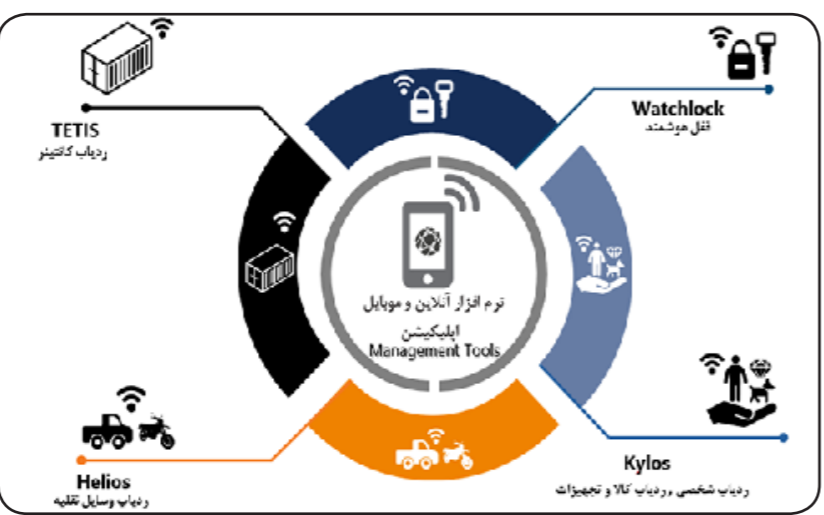 TETIS
ردیاب کانتینر
Watchlock
قفل هوشمند
نرم افزار آنلاین و موبایل
اپلیکیشن
Management Tools
Helios
ردیاب وسایل نقلیه
Kylos
ردیاب شخصی , ردیاب کالا و تجهیزات